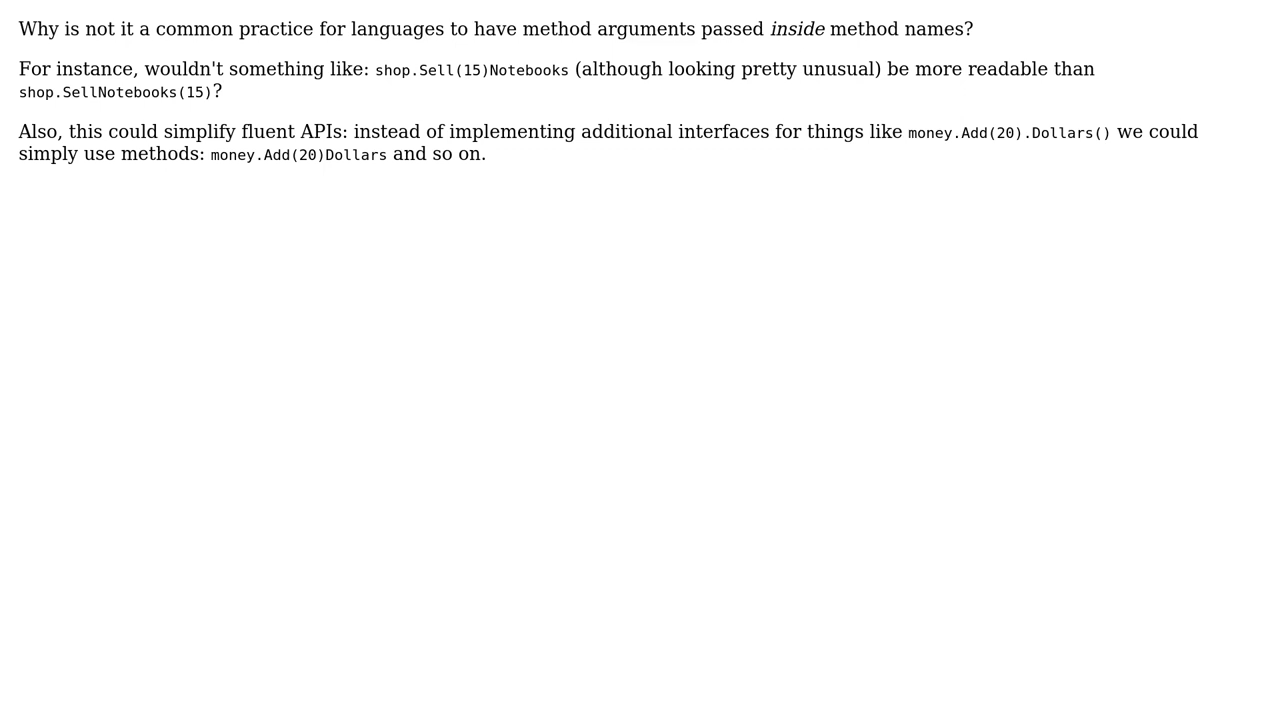 Why is not it a common practice for languages to have method arguments passed inside method names?
For instance, wouldn't something like: shop.Sell(15)Notebooks (although looking pretty unusual) be more readable than
shop.SellNotebooks(15)?
Also, this could simplify fluent APIs: instead of implementing additional interfaces for things like money.Add(20).Dollars() we could
simply use methods: money.Add(20)Dollars and so on.